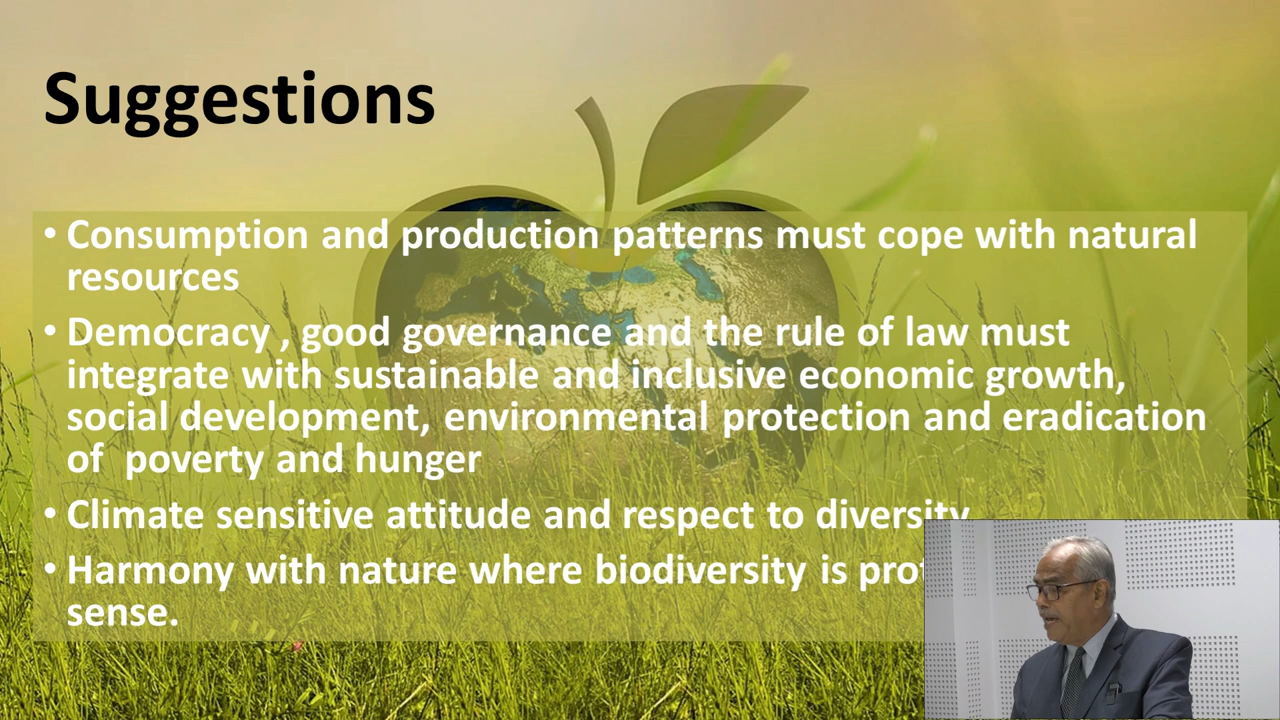 Suggestions
• Consumption and production patterns must cope with natural
resources
• Democracy , good governance and the rule of law must
integrate with sustainable and inclusive economic growth,
social development, environmental protection and eradication
of  poverty and hunger
• Climate sensitive attitude and respect to diversity
• Harmony with nature where biodiversity is
sense.